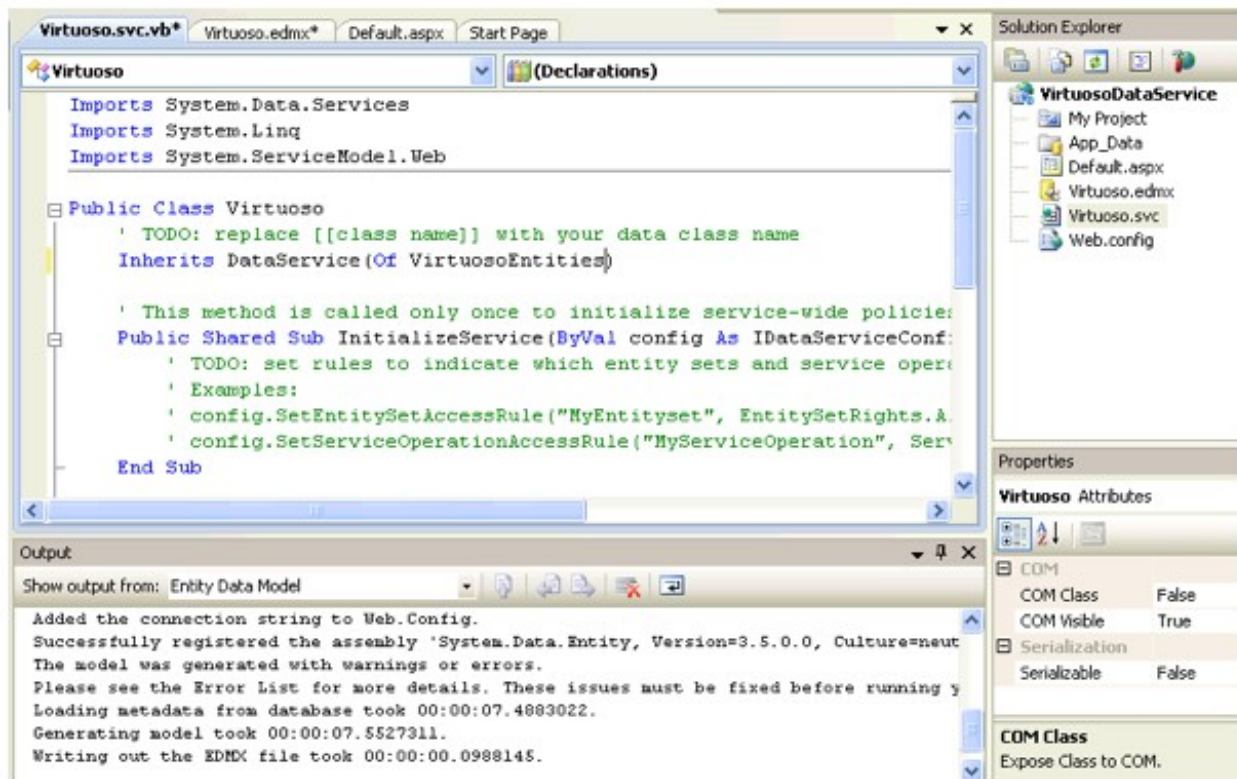 Virtuoso.svc.vb* Virtuoso.edmx* Default.aspx Start Page
Virtuoso (Declarations)
Imports System.Data.Services
Imports System.Linq
Imports System.ServiceModel.Web
Public Class Virtuoso
' TODO: replace [[class name]] with your data class name
Inherits DataService(Of VirtuosoEntities)
' This method is called only once to initialize service-wide policies
Public Shared Sub InitializeService(ByVal config As IDataServiceConf
' TODO: set rules to indicate which entity sets and service opera
' Examples:
' config.SetEntitySetAccessRule("MyEntityset", EntitySetRights.A
' config.SetServiceOperationAccessRule("MyServiceOperation", Serv
End Sub
Output
Show output from: Entity Data Model
Added the connection string to Web.Config.
Successfully registered the assembly 'System.Data.Entity, Version=3.5.0.0, Culture=neut
The model was generated with warnings or errors.
Please see the Error List for more details. These issues must be fixed before running y
Loading metadata from database took 00:00:07.4883022.
Generating model took 00:00:07.5527311.
Writing out the EDMX file took 00:00:00.0988145.
Solution Explorer
VirtuosoDataService
My Project
App_Data
Default.aspx
Virtuoso.edmx
Virtuoso.svc
Web.config
Properties
Virtuoso Attributes
COM
COM Class False
COM Visible True
Serialization
Serializable False
COM Class
Expose Class to COM.